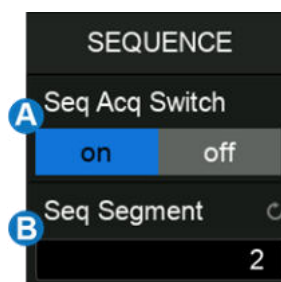 SEQUENCE
A
Seq Acq Switch
on off
B
Seq Segment
2